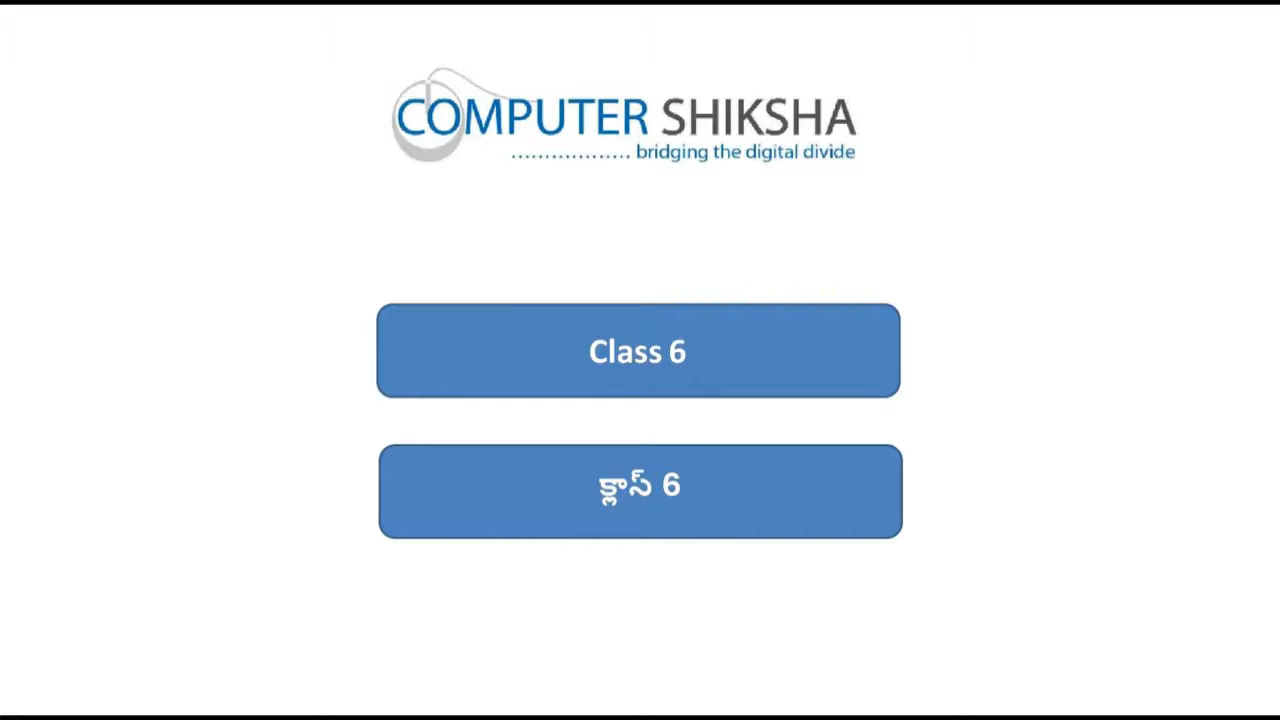 COMPUTER SHIKSHA
.................. bridging the digital divide
Class 6
క్లాస్ 6